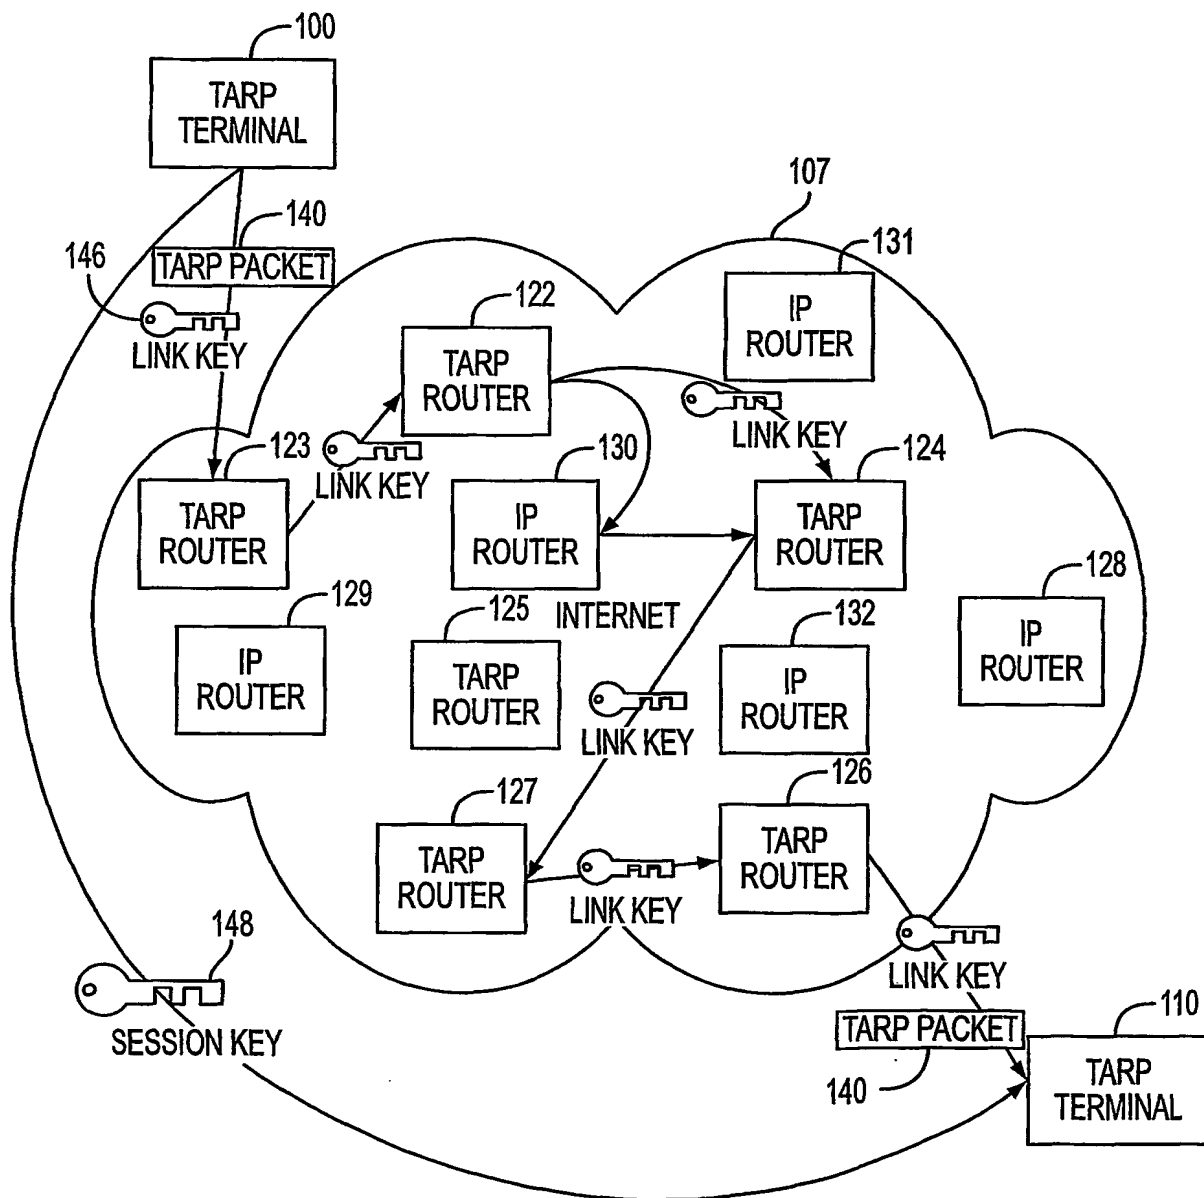 100
TARP
TERMINAL
107
140
TARP PACKET
146
LINK KEY
131
IP
ROUTER
122
TARP
ROUTER
LINK KEY
123
TARP
ROUTER
LINK KEY
130
IP
ROUTER
124
TARP
ROUTER
129
IP
ROUTER
125
TARP
ROUTER
INTERNET
132
IP
ROUTER
128
IP
ROUTER
LINK KEY
127
TARP
ROUTER
126
TARP
ROUTER
LINK KEY
LINK KEY
148
SESSION KEY
TARP PACKET
140
110
TARP
TERMINAL